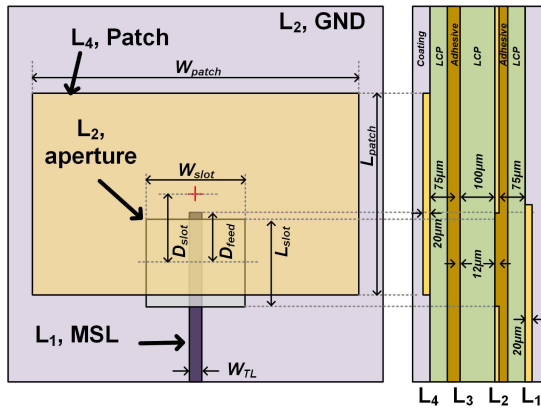 L2, GND
L4, Patch
Wpatch
L2,
aperture
Wslot
Lpatch
Dslot
Dfeed
Lslot
L1, MSL
WTL
Coating
LCP
Adhesive
LCP
Adhesive
LCP
75μm
100μm
75μm
20μm
12μm
20μm
L4 L3 L2 L1